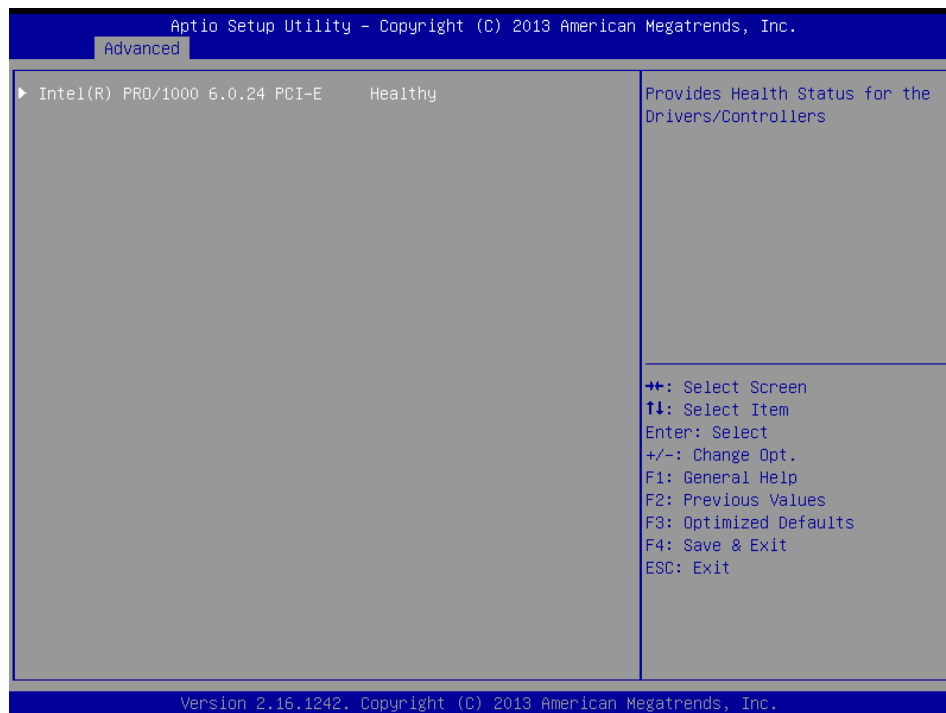 Aptio Setup Utility – Copyright (C) 2013 American Megatrends, Inc.
Advanced
▶ Intel(R) PRO/1000 6.0.24 PCI-E Healthy
Provides Health Status for the
Drivers/Controllers
→←: Select Screen
↑↓: Select Item
Enter: Select
+/-: Change Opt.
F1: General Help
F2: Previous Values
F3: Optimized Defaults
F4: Save & Exit
ESC: Exit
Version 2.16.1242. Copyright (C) 2013 American Megatrends, Inc.